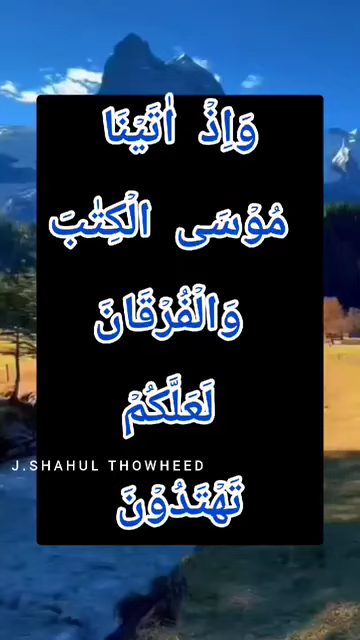 وَاِذْ اٰتَيْنَا
مُوْسَى الْكِتٰبَ
وَالْفُرْقَانَ
لَعَلَّكُمْ
J.SHAHUL THOWHEED
تَهْتَدُوْنَ